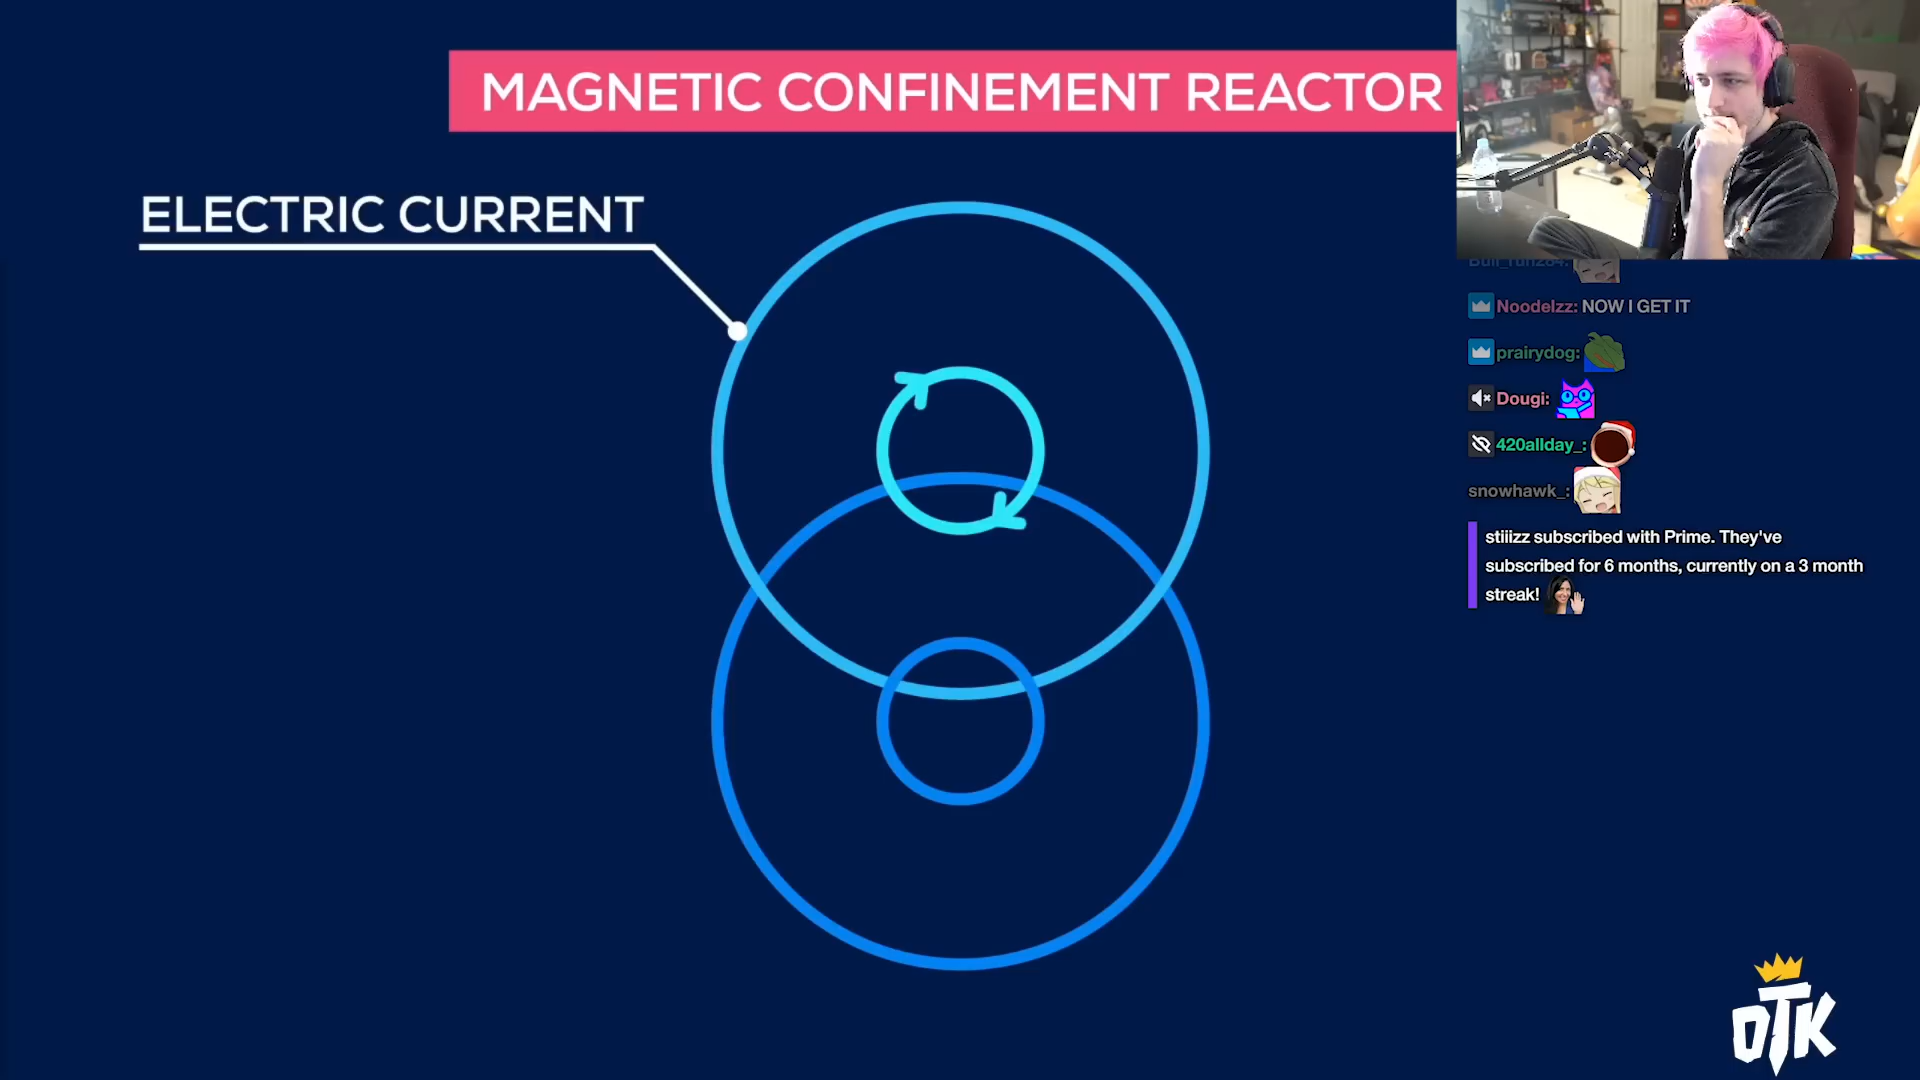 MAGNETIC CONFINEMENT REACTOR
ELECTRIC CURRENT
Noodelzz: NOW I GET IT
prairydog:
Dougi:
420allday_:
snowhawk_:
stiiizz subscribed with Prime. They've
subscribed for 6 months, currently on a 3 month
streak!
OTK